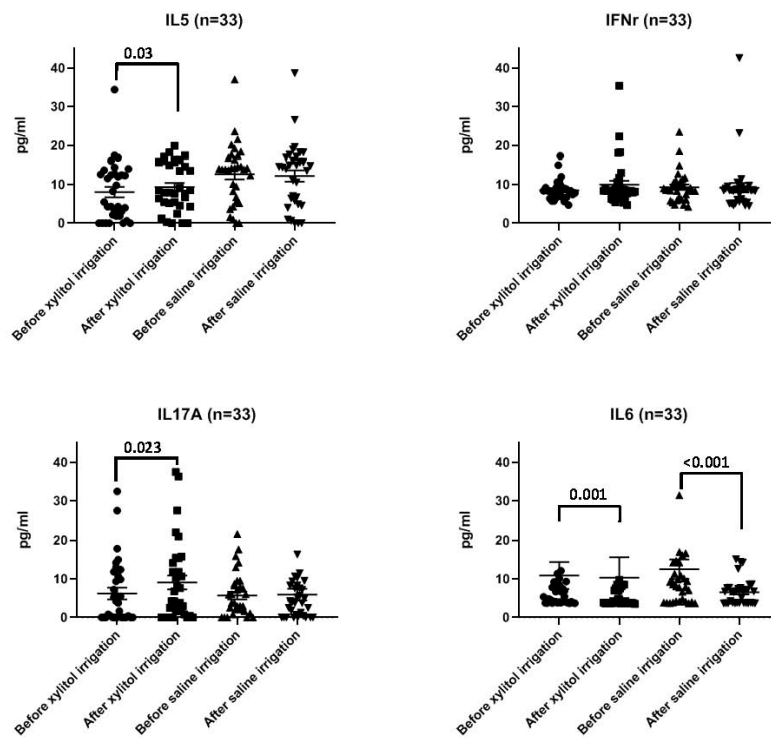 IL5 (n=33)
0.03
pg/ml
40
30
20
10
0
Before xylitol irrigation
After xylitol irrigation
Before saline irrigation
After saline irrigation
IFNr (n=33)
pg/ml
40
30
20
10
0
Before xylitol irrigation
After xylitol irrigation
Before saline irrigation
After saline irrigation
IL17A (n=33)
0.023
pg/ml
40
30
20
10
0
Before xylitol irrigation
After xylitol irrigation
Before saline irrigation
After saline irrigation
IL6 (n=33)
<0.001
0.001
pg/ml
40
30
20
10
0
Before xylitol irrigation
After xylitol irrigation
Before saline irrigation
After saline irrigation